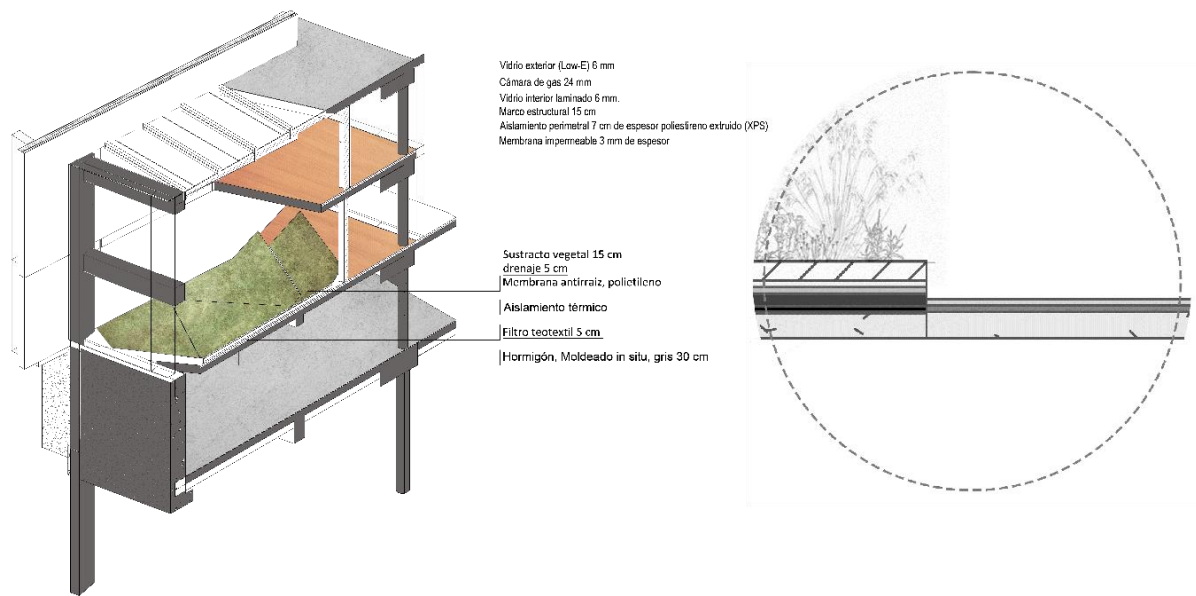 Vidrio exterior (Low-E) 6 mm
Cámara de gas 24 mm
Vidrio interior laminado 6 mm.
Marco estructural 15 cm
Aislamiento perimetral 7 cm de espesor poliestireno extruido (XPS)
Membrana impermeable 3 mm de espesor
Sustracto vegetal 15 cm
drenaje 5 cm
Membrana antirraiz, polietileno
Aislamiento térmico
Filtro teotextil 5 cm
Hormigón, Moldeado in situ, gris 30 cm